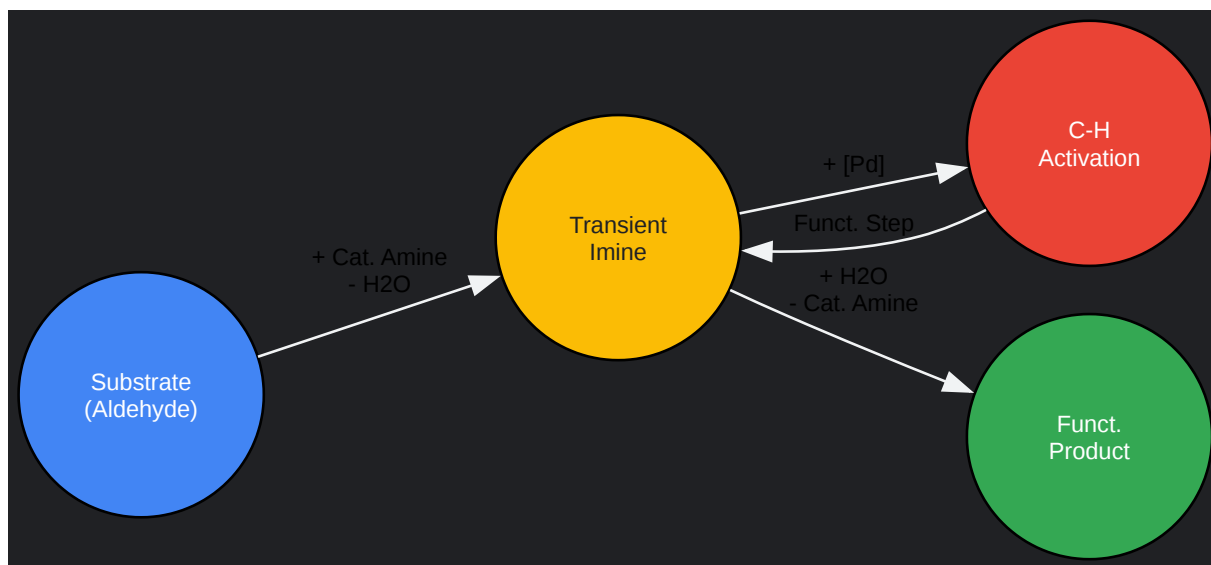 Substrate
(Aldehyde)
+ Cat. Amine
- H2O
Transient
Imine
+ [Pd]
C-H
Activation
Funct. Step
+ H2O
- Cat. Amine
Funct.
Product